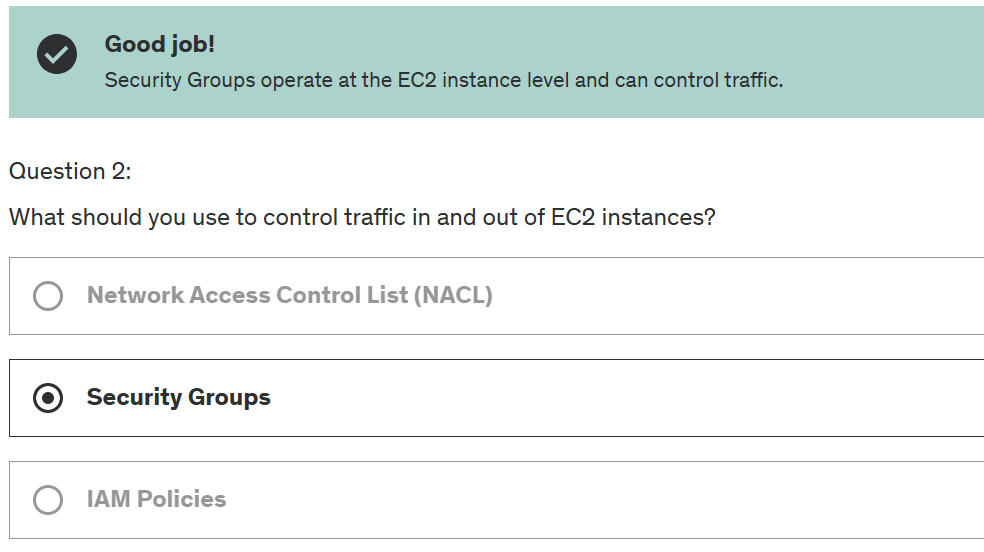 Good job!
Security Groups operate at the EC2 instance level and can control traffic.
Question 2:
What should you use to control traffic in and out of EC2 instances?
Network Access Control List (NACL)
Security Groups
IAM Policies